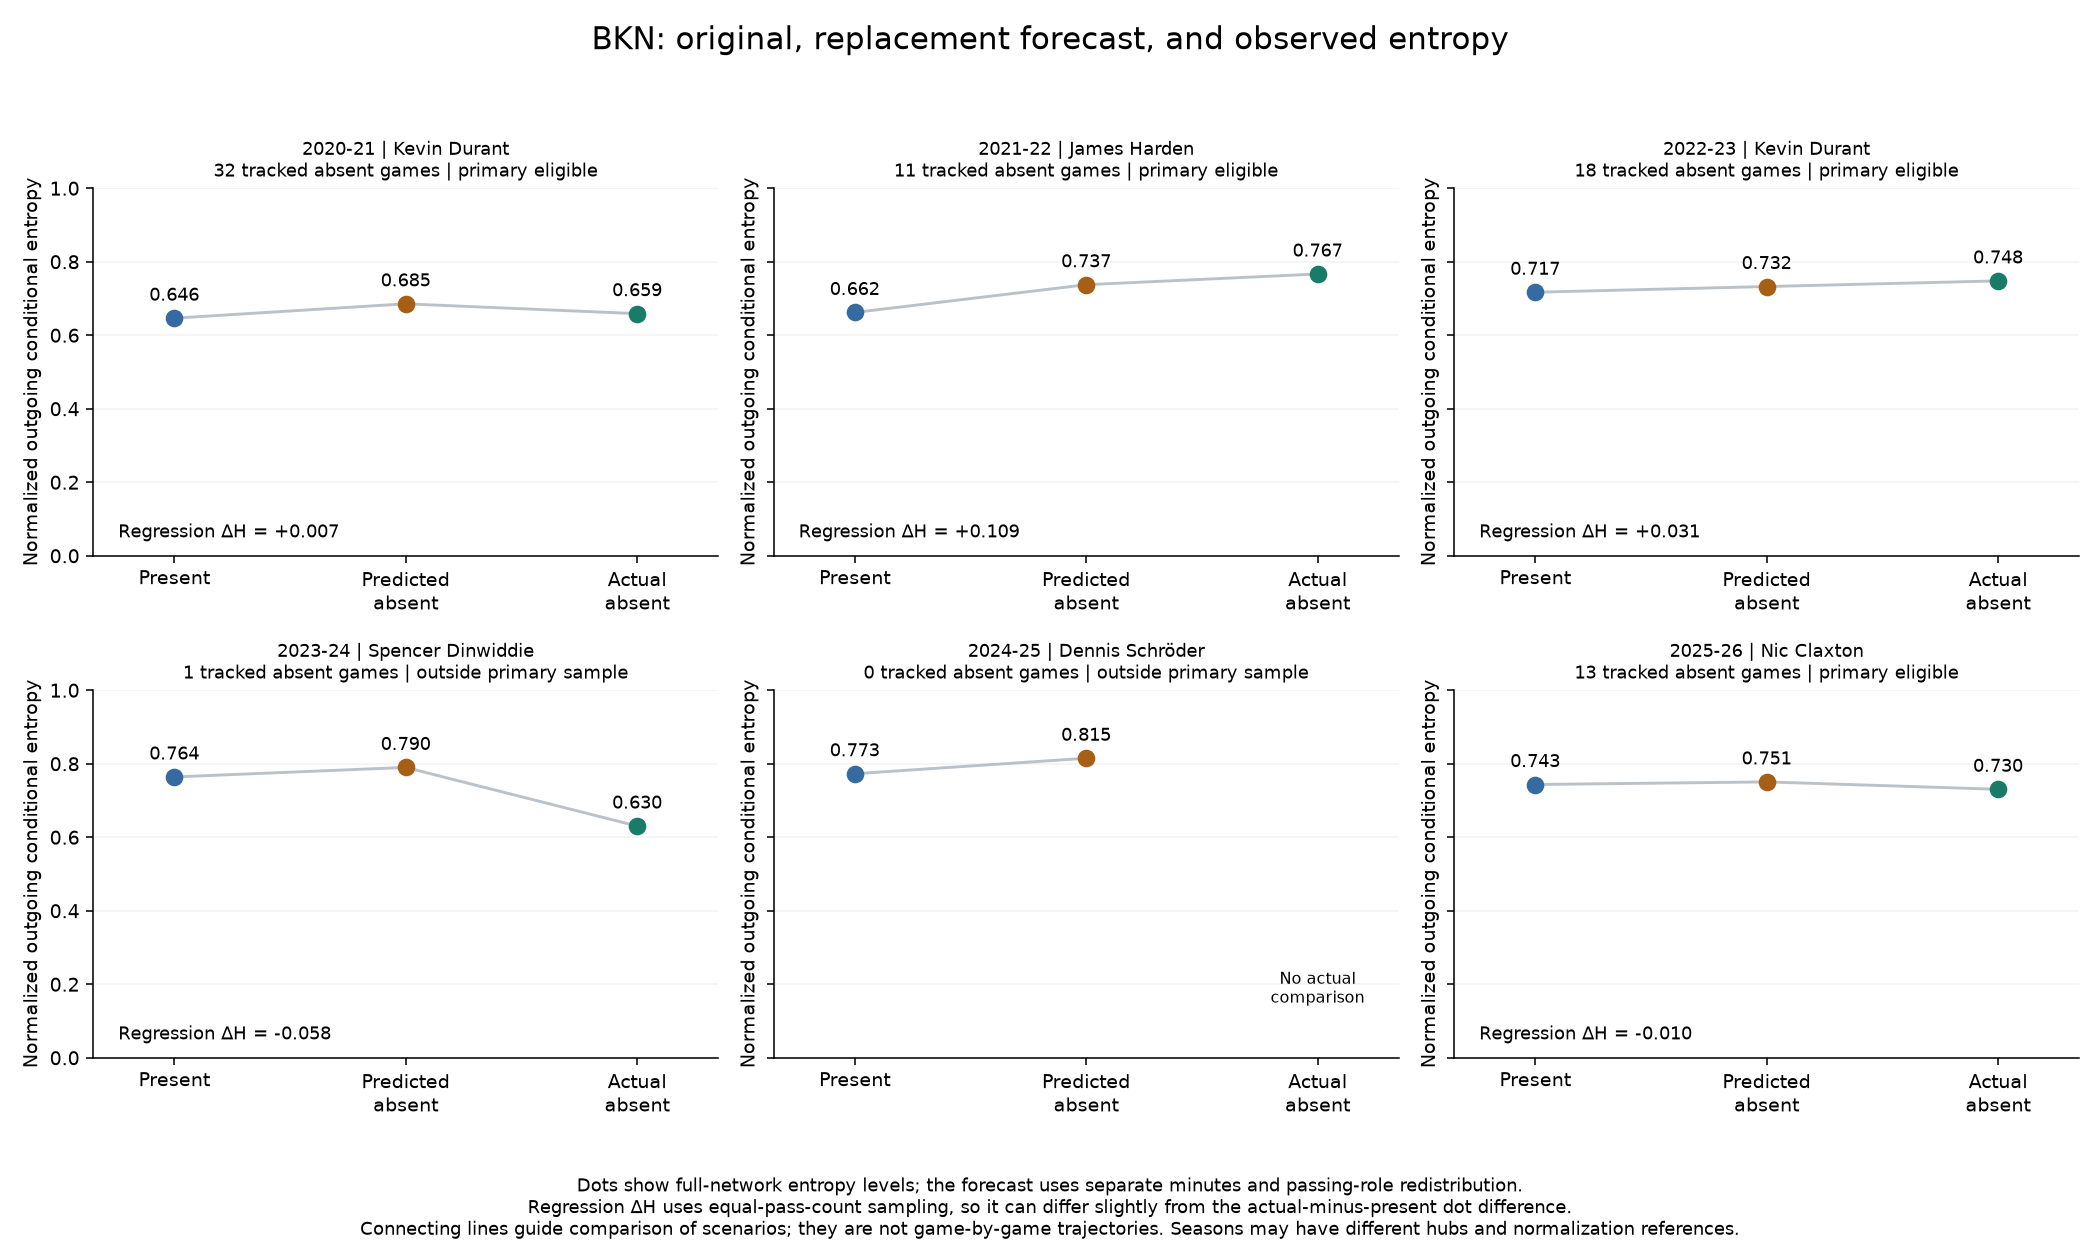 BKN: original, replacement forecast, and observed entropy
2020-21 | Kevin Durant
32 tracked absent games | primary eligible
Normalized outgoing conditional entropy
1.0
0.8
0.6
0.4
0.2
0.0
0.646
0.685
0.659
Regression ΔH = +0.007
Present
Predicted
absent
Actual
absent
2021-22 | James Harden
11 tracked absent games | primary eligible
Normalized outgoing conditional entropy
0.662
0.737
0.767
Regression ΔH = +0.109
Present
Predicted
absent
Actual
absent
2022-23 | Kevin Durant
18 tracked absent games | primary eligible
Normalized outgoing conditional entropy
0.717
0.732
0.748
Regression ΔH = +0.031
Present
Predicted
absent
Actual
absent
2023-24 | Spencer Dinwiddie
1 tracked absent games | outside primary sample
Normalized outgoing conditional entropy
1.0
0.8
0.6
0.4
0.2
0.0
0.764
0.790
0.630
Regression ΔH = -0.058
Present
Predicted
absent
Actual
absent
2024-25 | Dennis Schröder
0 tracked absent games | outside primary sample
Normalized outgoing conditional entropy
0.773
0.815
No actual
comparison
Present
Predicted
absent
Actual
absent
2025-26 | Nic Claxton
13 tracked absent games | primary eligible
Normalized outgoing conditional entropy
0.743
0.751
0.730
Regression ΔH = -0.010
Present
Predicted
absent
Actual
absent
Dots show full-network entropy levels; the forecast uses separate minutes and passing-role redistribution.
Regression ΔH uses equal-pass-count sampling, so it can differ slightly from the actual-minus-present dot difference.
Connecting lines guide comparison of scenarios; they are not game-by-game trajectories. Seasons may have different hubs and normalization references.